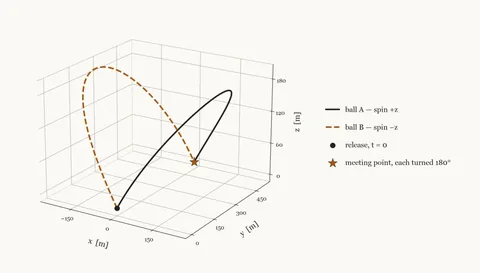 180
120
60
0
z [m]
−150
0
150
x [m]
0
150
300
450
y [m]
ball A — spin +z
ball B — spin −z
release, t = 0
meeting point, each turned 180°